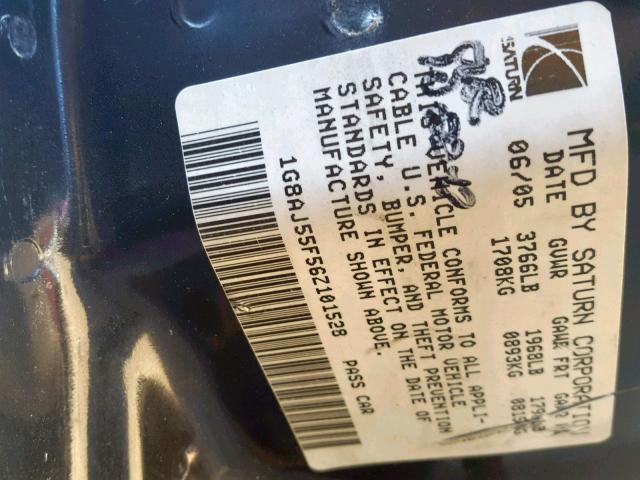 SATURN
MFD BY SATURN CORPORATION
DATE GVWR GAWR FRT GAWR RR
06/05 3766LB 1968LB
1708KG 0893KG
THIS VEHICLE CONFORMS TO ALL APPLI-
CABLE U.S. FEDERAL MOTOR VEHICLE
SAFETY, BUMPER, AND THEFT PREVENTION
STANDARDS IN EFFECT ON THE DATE OF
MANUFACTURE SHOWN ABOVE.
1G8AJ55F56Z101528 PASS CAR